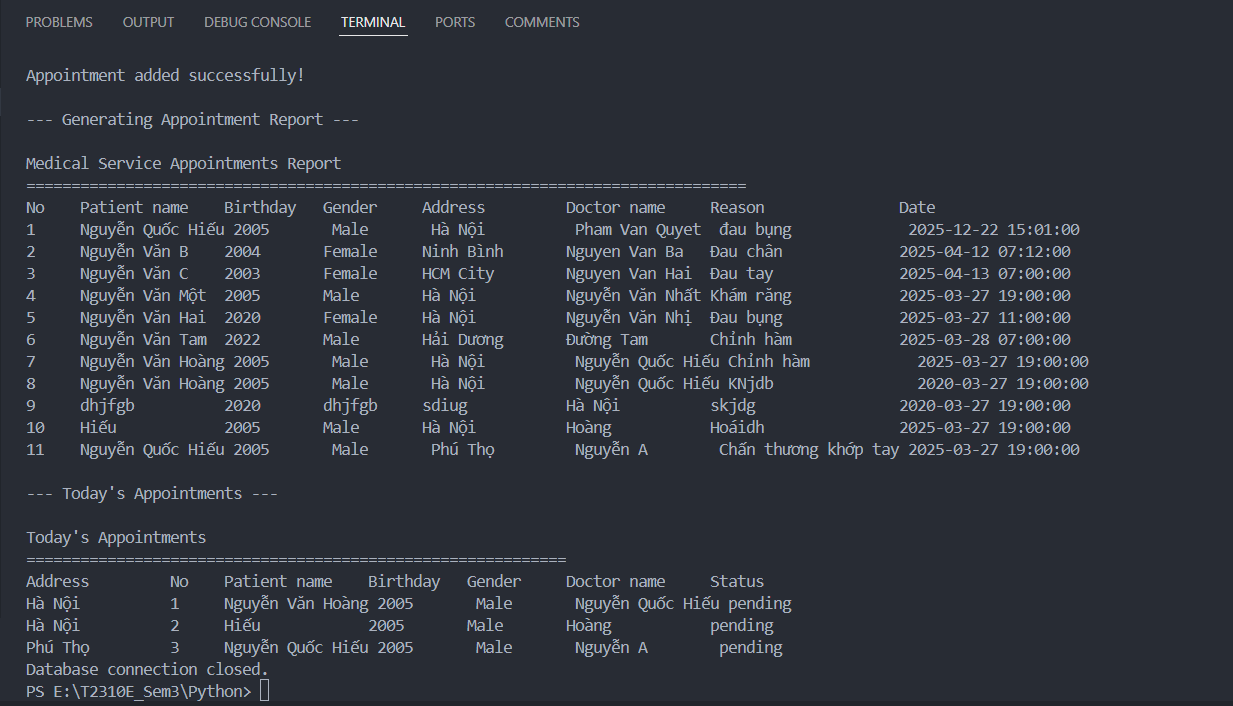 PROBLEMS OUTPUT DEBUG CONSOLE TERMINAL PORTS COMMENTS
Appointment added successfully!
--- Generating Appointment Report ---
Medical Service Appointments Report
================================================================================
No Patient name Birthday Gender Address Doctor name Reason Date
1 Nguyễn Quốc Hiếu 2005 Male Hà Nội Pham Van Quyet đau bụng 2025-12-22 15:01:00
2 Nguyễn Văn B 2004 Female Ninh Bình Nguyen Van Ba Đau chân 2025-04-12 07:12:00
3 Nguyễn Văn C 2003 Female HCM City Nguyen Van Hai Đau tay 2025-04-13 07:00:00
4 Nguyễn Văn Một 2005 Male Hà Nội Nguyễn Văn Nhất Khám răng 2025-03-27 19:00:00
5 Nguyễn Văn Hai 2020 Female Hà Nội Nguyễn Văn Nhị Đau bụng 2025-03-27 11:00:00
6 Nguyễn Văn Tam 2022 Male Hải Dương Đường Tam Chỉnh hàm 2025-03-28 07:00:00
7 Nguyễn Văn Hoàng 2005 Male Hà Nội Nguyễn Quốc Hiếu Chỉnh hàm 2025-03-27 19:00:00
8 Nguyễn Văn Hoàng 2005 Male Hà Nội Nguyễn Quốc Hiếu KNjdb 2020-03-27 19:00:00
9 dhjfgb 2020 dhjfgb sdiug Hà Nội skjdg 2020-03-27 19:00:00
10 Hiếu 2005 Male Hà Nội Hoàng Hoáidh 2025-03-27 19:00:00
11 Nguyễn Quốc Hiếu 2005 Male Phú Thọ Nguyễn A Chấn thương khớp tay 2025-03-27 19:00:00
--- Today's Appointments ---
Today's Appointments
============================================================
Address No Patient name Birthday Gender Doctor name Status
Hà Nội 1 Nguyễn Văn Hoàng 2005 Male Nguyễn Quốc Hiếu pending
Hà Nội 2 Hiếu 2005 Male Hoàng pending
Phú Thọ 3 Nguyễn Quốc Hiếu 2005 Male Nguyễn A pending
Database connection closed.
PS E:\T2310E_Sem3\Python>